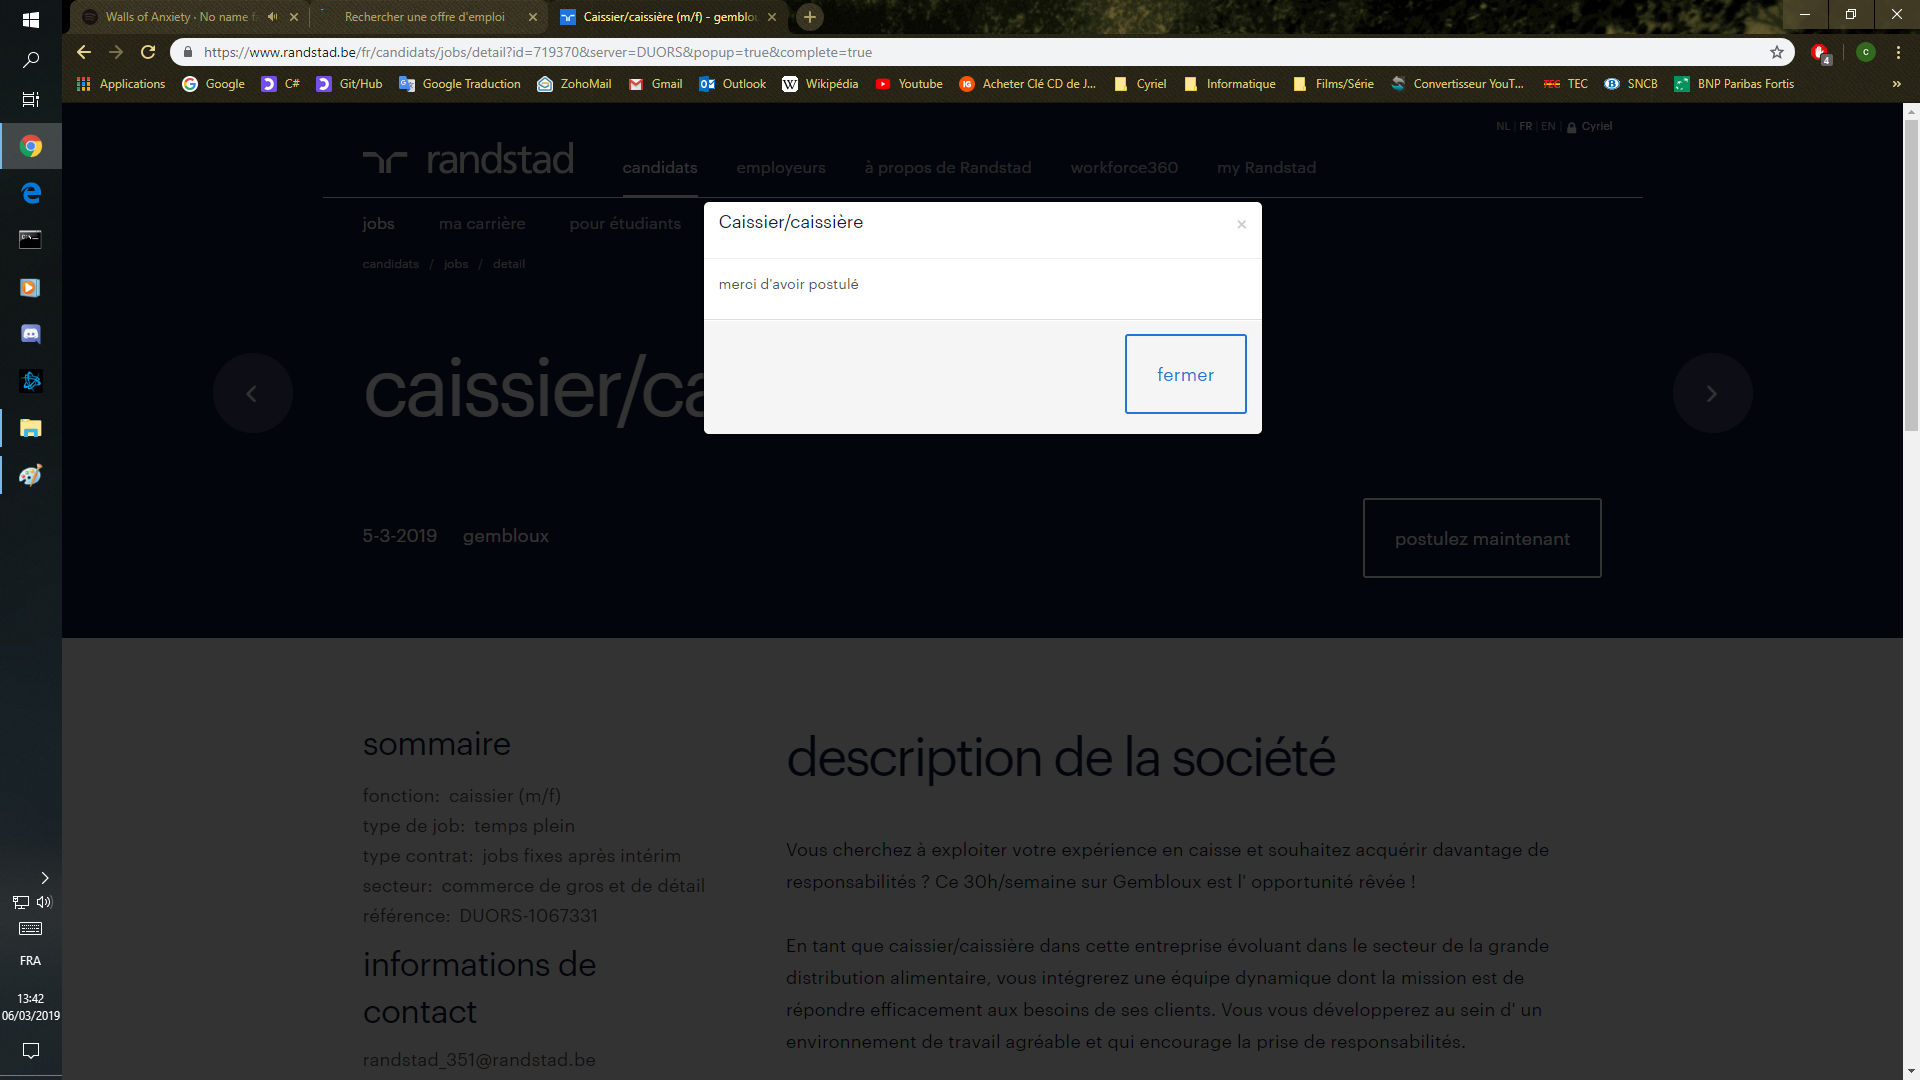 Walls of Anxiety · No name f
Rechercher une offre d'emploi
Caissier/caissière (m/f) - gemblo
https://www.randstad.be/fr/candidats/jobs/detail?id=719370&server=DUORS&popup=true&complete=true
4
c
Applications
Google
C#
Git/Hub
Google Traduction
ZohoMail
Gmail
Outlook
Wikipédia
Youtube
Acheter Clé CD de J...
Cyriel
Informatique
Films/Série
Convertisseur YouT...
TEC
SNCB
BNP Paribas Fortis
»
NL | FR | EN | Cyriel
randstad
candidats
employeurs
à propos de Randstad
workforce360
my Randstad
jobs
ma carrière
pour étudiants
candidats / jobs / detail
Caissier/caissière
×
merci d'avoir postulé
fermer
caissier/ca
5-3-2019
gembloux
postulez maintenant
sommaire
fonction: caissier (m/f)
type de job: temps plein
type contrat: jobs fixes après intérim
secteur: commerce de gros et de détail
référence: DUORS-1067331
informations de
contact
randstad_351@randstad.be
description de la société
Vous cherchez à exploiter votre expérience en caisse et souhaitez acquérir davantage de
responsabilités ? Ce 30h/semaine sur Gembloux est l' opportunité rêvée !
En tant que caissier/caissière dans cette entreprise évoluant dans le secteur de la grande
distribution alimentaire, vous intégrerez une équipe dynamique dont la mission est de
répondre efficacement aux besoins de ses clients. Vous vous développerez au sein d' un
environnement de travail agréable et qui encourage la prise de responsabilités.
FRA
13:42
06/03/2019